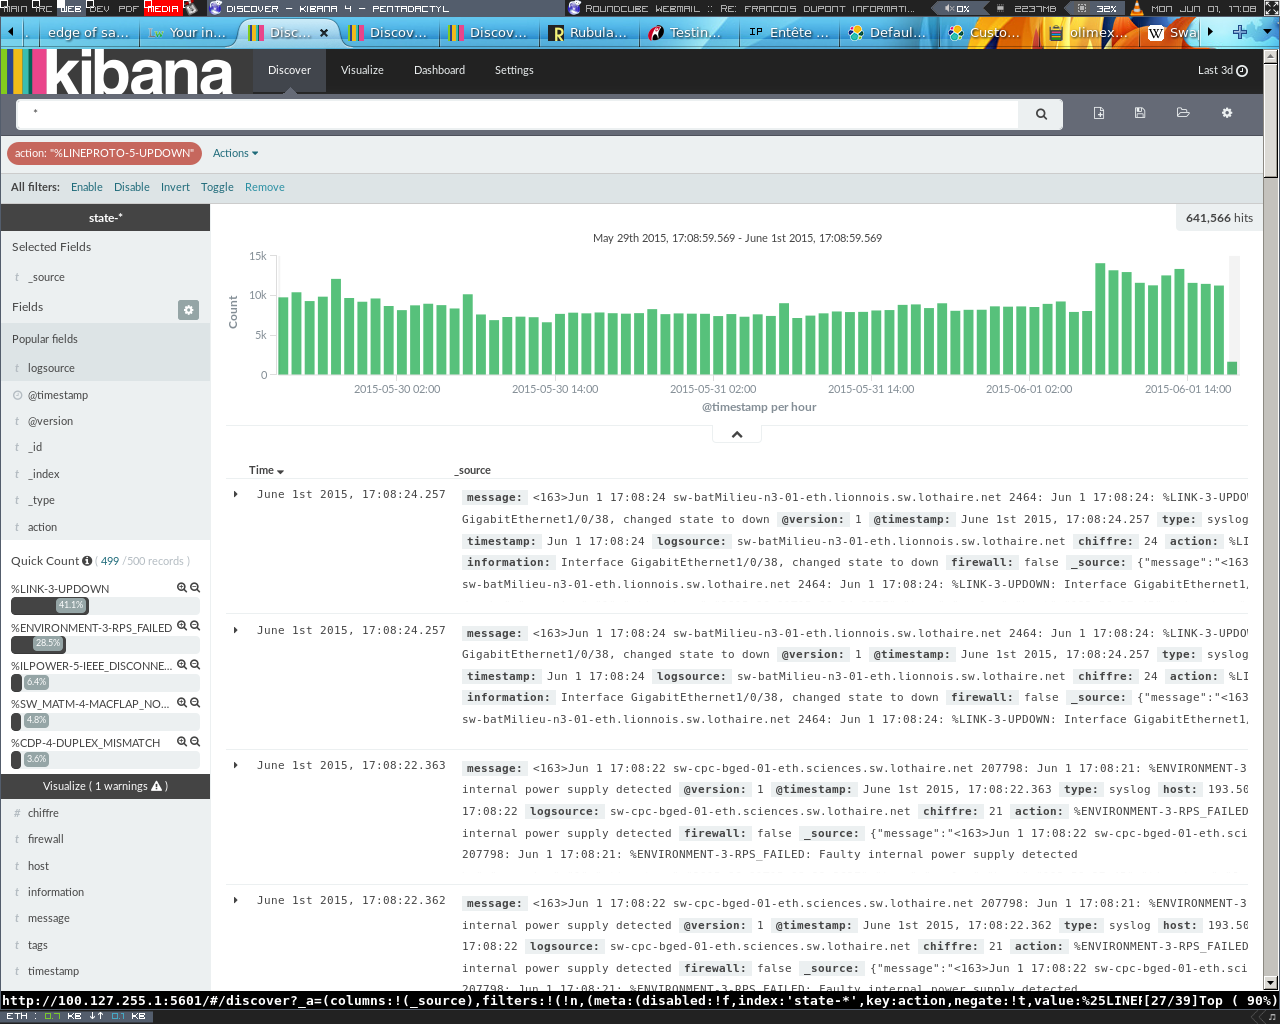 MAIN IRC WEB DEV PDF MEDIA DISCOVER - KIBANA 4 - PENTADACTYL ROUNDCUBE WEBMAIL :: RE: FRANCOIS DUPONT INFORMATI... 0% 2237MB 32% MON JUN 01, 17:08
edge of sa... Your in... Disc... Discov... Discov... Rubula... Testin... IP Entête ... Defaul... Custo... olimex... W Swap
kibana Discover Visualize Dashboard Settings Last 3d
*
action: "%LINEPROTO-5-UPDOWN" Actions
All filters: Enable Disable Invert Toggle Remove
state-*
641,566 hits
Selected Fields
t _source
Fields
Popular fields
t logsource
@timestamp
t @version
t _id
t _index
t _type
t action
Quick Count ( 499 /500 records )
%LINK-3-UPDOWN
41.1%
%ENVIRONMENT-3-RPS_FAILED
28.5%
%ILPOWER-5-IEEE_DISCONNE...
6.4%
%SW_MATM-4-MACFLAP_NO...
4.8%
%CDP-4-DUPLEX_MISMATCH
3.6%
Visualize ( 1 warnings )
# chiffre
t firewall
t host
t information
t message
t tags
t timestamp
May 29th 2015, 17:08:59.569 - June 1st 2015, 17:08:59.569
15k
10k
5k
0
Count
2015-05-30 02:00 2015-05-30 14:00 2015-05-31 02:00 2015-05-31 14:00 2015-06-01 02:00 2015-06-01 14:00
@timestamp per hour
Time _source
June 1st 2015, 17:08:24.257 message: <163>Jun 1 17:08:24 sw-batMilieu-n3-01-eth.lionnois.sw.lothaire.net 2464: Jun 1 17:08:24: %LINK-3-UPDOW
GigabitEthernet1/0/38, changed state to down @version: 1 @timestamp: June 1st 2015, 17:08:24.257 type: syslog
timestamp: Jun 1 17:08:24 logsource: sw-batMilieu-n3-01-eth.lionnois.sw.lothaire.net chiffre: 24 action: %LI
information: Interface GigabitEthernet1/0/38, changed state to down firewall: false _source: {"message":"<163
sw-batMilieu-n3-01-eth.lionnois.sw.lothaire.net 2464: Jun 1 17:08:24: %LINK-3-UPDOWN: Interface GigabitEthernet1,
June 1st 2015, 17:08:24.257 message: <163>Jun 1 17:08:24 sw-batMilieu-n3-01-eth.lionnois.sw.lothaire.net 2464: Jun 1 17:08:24: %LINK-3-UPDOW
GigabitEthernet1/0/38, changed state to down @version: 1 @timestamp: June 1st 2015, 17:08:24.257 type: syslog
timestamp: Jun 1 17:08:24 logsource: sw-batMilieu-n3-01-eth.lionnois.sw.lothaire.net chiffre: 24 action: %LI
information: Interface GigabitEthernet1/0/38, changed state to down firewall: false _source: {"message":"<163
sw-batMilieu-n3-01-eth.lionnois.sw.lothaire.net 2464: Jun 1 17:08:24: %LINK-3-UPDOWN: Interface GigabitEthernet1,
June 1st 2015, 17:08:22.363 message: <163>Jun 1 17:08:22 sw-cpc-bged-01-eth.sciences.sw.lothaire.net 207798: Jun 1 17:08:21: %ENVIRONMENT-3
internal power supply detected @version: 1 @timestamp: June 1st 2015, 17:08:22.363 type: syslog host: 193.50
17:08:22 logsource: sw-cpc-bged-01-eth.sciences.sw.lothaire.net chiffre: 21 action: %ENVIRONMENT-3-RPS_FAILED
internal power supply detected firewall: false _source: {"message":"<163>Jun 1 17:08:22 sw-cpc-bged-01-eth.sci
207798: Jun 1 17:08:21: %ENVIRONMENT-3-RPS_FAILED: Faulty internal power supply detected
June 1st 2015, 17:08:22.362 message: <163>Jun 1 17:08:22 sw-cpc-bged-01-eth.sciences.sw.lothaire.net 207798: Jun 1 17:08:21: %ENVIRONMENT-3
internal power supply detected @version: 1 @timestamp: June 1st 2015, 17:08:22.362 type: syslog host: 193.50
17:08:22 logsource: sw-cpc-bged-01-eth.sciences.sw.lothaire.net chiffre: 21 action: %ENVIRONMENT-3-RPS_FAILED
internal power supply detected firewall: false _source: {"message":"<163>Jun 1 17:08:22 sw-cpc-bged-01-eth.sci
207798: Jun 1 17:08:21: %ENVIRONMENT-3-RPS_FAILED: Faulty internal power supply detected
http://100.127.255.1:5601/#/discover?_a=(columns:!(_source),filters:!(!n,(meta:(disabled:!f,index:'state-*',key:action,negate:!t,value:%25LINEF[27/39]Top ( 90%)
ETH : 0.7 KB 0.1 KB